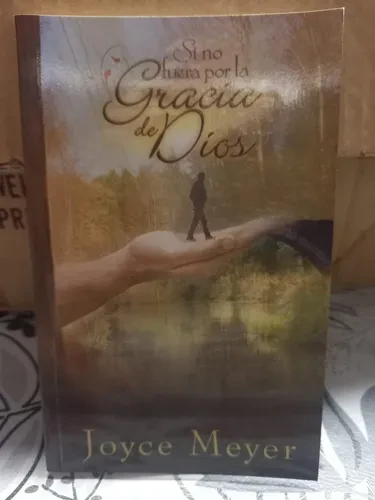 Si no
fuera por la
Gracia
de
Dios
Joyce Meyer